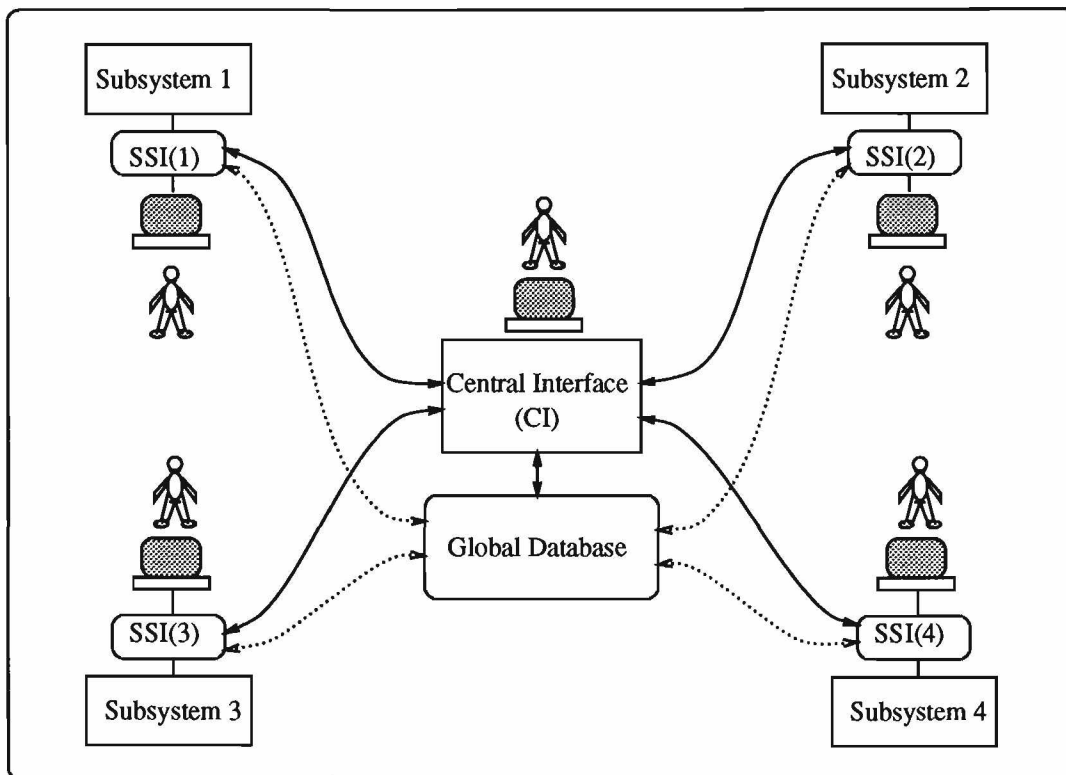 Subsystem 1
Subsystem 2
SSI(1)
SSI(2)
Central Interface
(CI)
Global Database
SSI(3)
SSI(4)
Subsystem 3
Subsystem 4